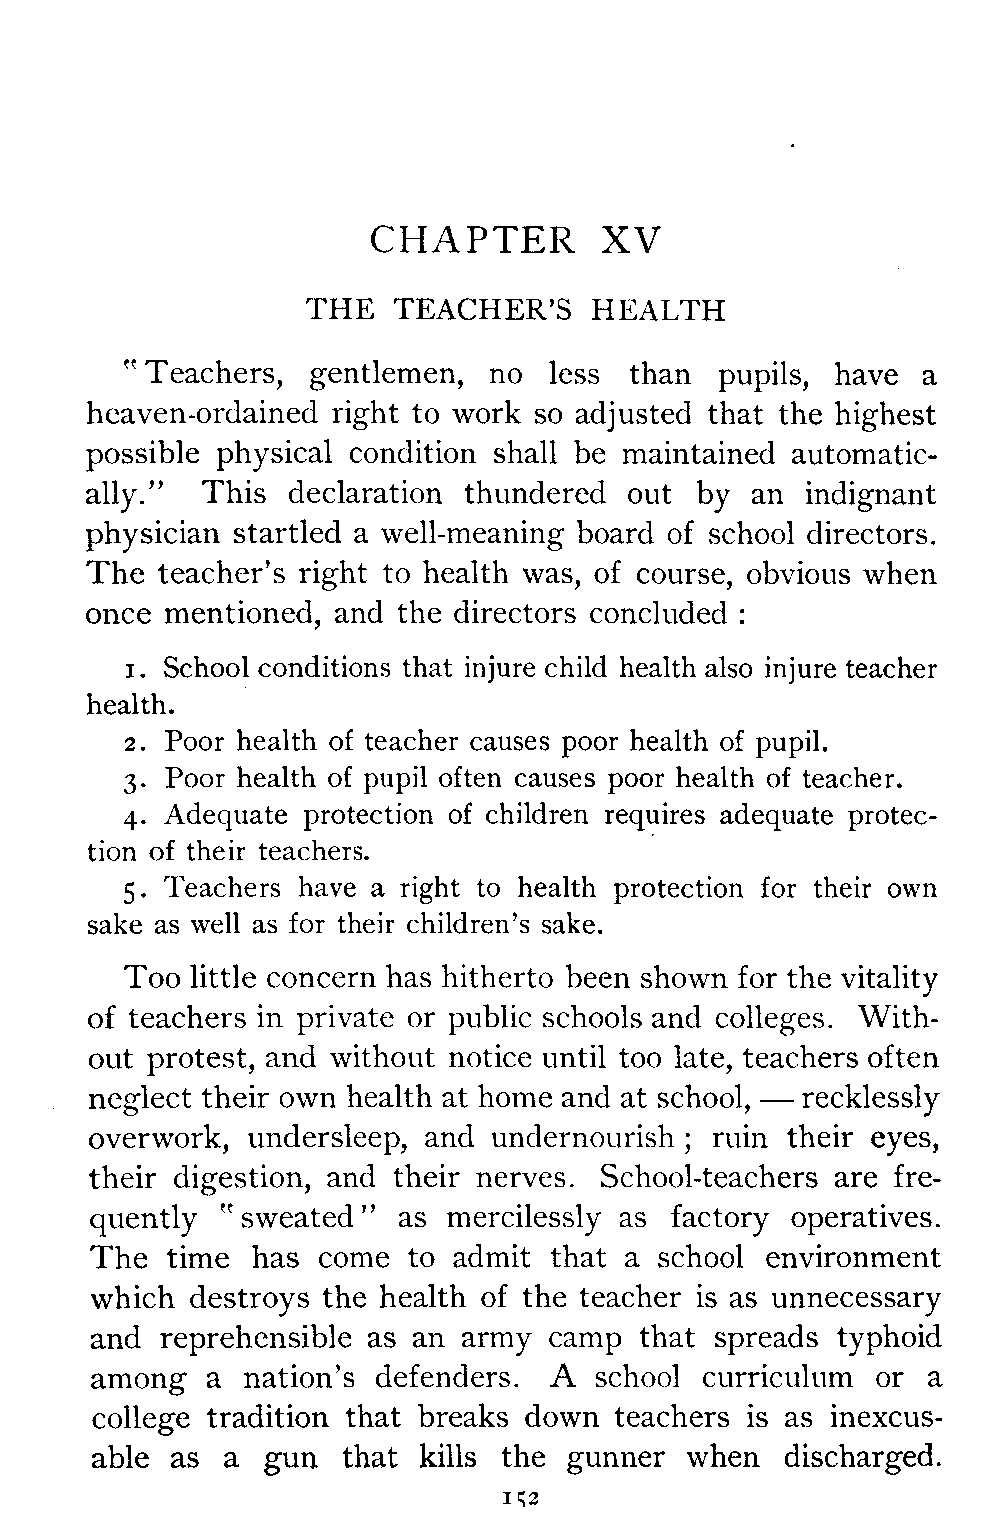 CHAPTER XV
THE TEACHER'S HEALTH
"Teachers, gentlemen, no less than pupils, have a
heaven-ordained right to work so adjusted that the highest
possible physical condition shall be maintained automatic-
ally." This declaration thundered out by an indignant
physician startled a well-meaning board of school directors.
The teacher's right to health was, of course, obvious when
once mentioned, and the directors concluded :
1. School conditions that injure child health also injure teacher
health.
2. Poor health of teacher causes poor health of pupil.
3. Poor health of pupil often causes poor health of teacher.
4. Adequate protection of children requires adequate protec-
tion of their teachers.
5. Teachers have a right to health protection for their own
sake as well as for their children's sake.
Too little concern has hitherto been shown for the vitality
of teachers in private or public schools and colleges. With-
out protest, and without notice until too late, teachers often
neglect their own health at home and at school, — recklessly
overwork, undersleep, and undernourish ; ruin their eyes,
their digestion, and their nerves. School-teachers are fre-
quently "sweated" as mercilessly as factory operatives.
The time has come to admit that a school environment
which destroys the health of the teacher is as unnecessary
and reprehensible as an army camp that spreads typhoid
among a nation's defenders. A school curriculum or a
college tradition that breaks down teachers is as inexcus-
able as a gun that kills the gunner when discharged.
152